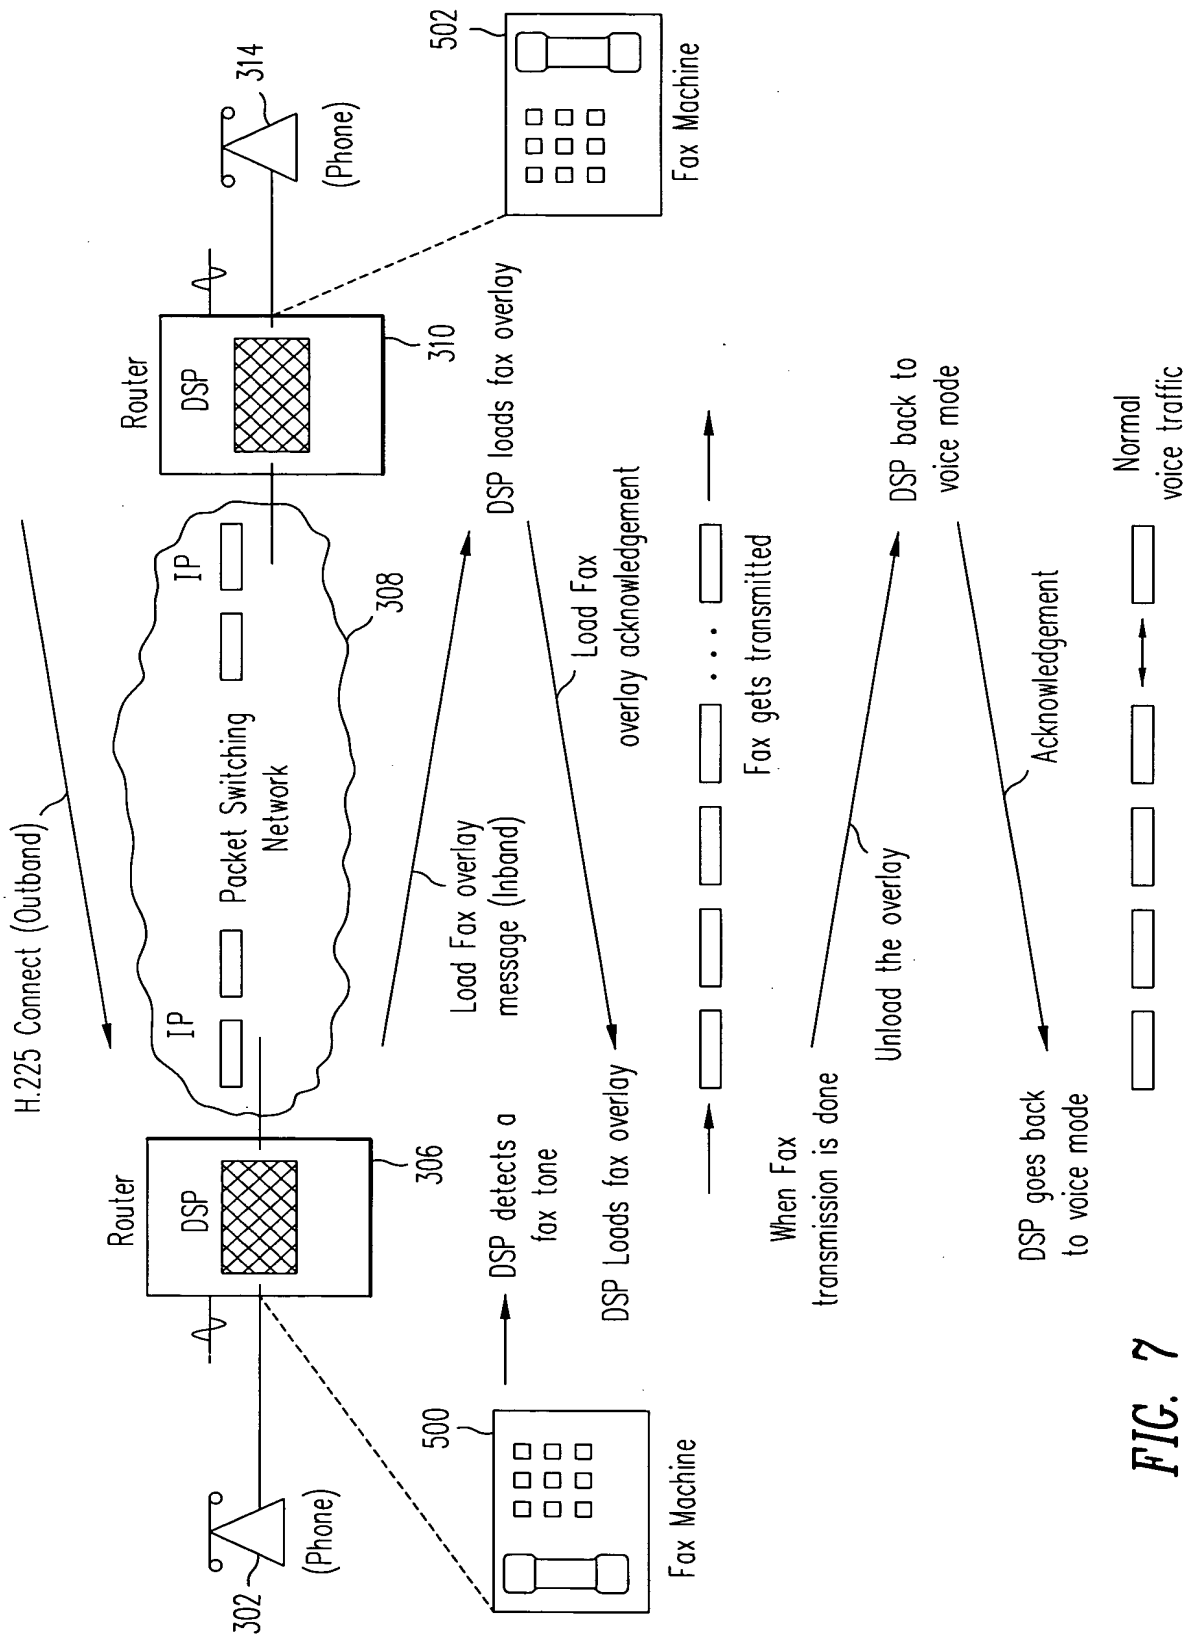 H.225 Connect (Outband)
Router
DSP
306
Router
DSP
310
302
(Phone)
314
(Phone)
IP
IP
Packet Switching
Network
308
500
Fax Machine
502
Fax Machine
DSP detects a
fax tone
Load Fax overlay
message (Inband)
DSP loads fax overlay
DSP Loads fax overlay
Load Fax
overlay acknowledgement
Fax gets transmitted
When Fax
transmission is done
Unload the overlay
DSP back to
voice mode
DSP goes back
to voice mode
Acknowledgement
Normal
voice traffic
FIG. 7